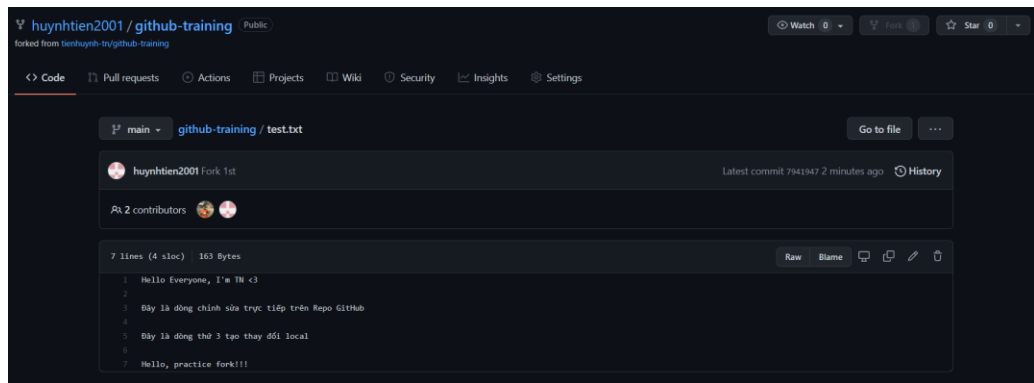 huynhtien2001 / github-training Public
Watch 0
Fork 1
Star 0
forked from tienhuynh-tn/github-training
<> Code
Pull requests
Actions
Projects
Wiki
Security
Insights
Settings
main
github-training / test.txt
Go to file
...
huynhtien2001 Fork 1st
Latest commit 7941947 2 minutes ago
History
2 contributors
7 lines (4 sloc) 163 Bytes
Raw
Blame
1 Hello Everyone, I'm TN <3
2
3 Đây là dòng chỉnh sửa trực tiếp trên Repo GitHub
4
5 Đây là dòng thứ 3 tạo thay đổi local
6
7 Hello, practice fork!!!